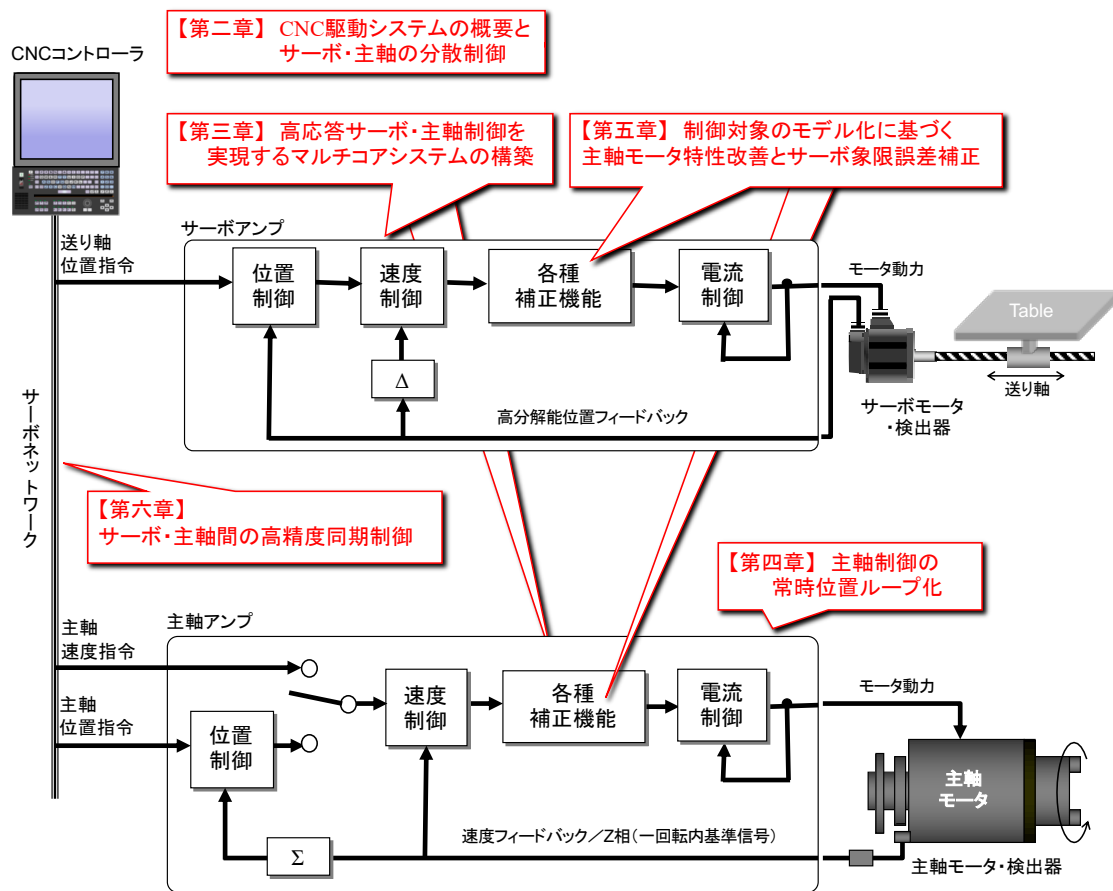 【第二章】 CNC駆動システムの概要と
サーボ・主軸の分散制御
CNCコントローラ
【第三章】 高応答サーボ・主軸制御を
実現するマルチコアシステムの構築
【第五章】 制御対象のモデル化に基づく
主軸モータ特性改善とサーボ象限誤差補正
サーボアンプ
送り軸
位置指令
位置
制御
速度
制御
各種
補正機能
電流
制御
モータ動力
Table
Δ
送り軸
高分解能位置フィードバック
サーボモータ
・検出器
サーボネットワーク
【第六章】
サーボ・主軸間の高精度同期制御
【第四章】 主軸制御の
常時位置ループ化
主軸アンプ
主軸
速度指令
主軸
位置指令
位置
制御
速度
制御
各種
補正機能
電流
制御
モータ動力
主軸
モータ
速度フィードバック/Z相(一回転内基準信号)
Σ
主軸モータ・検出器